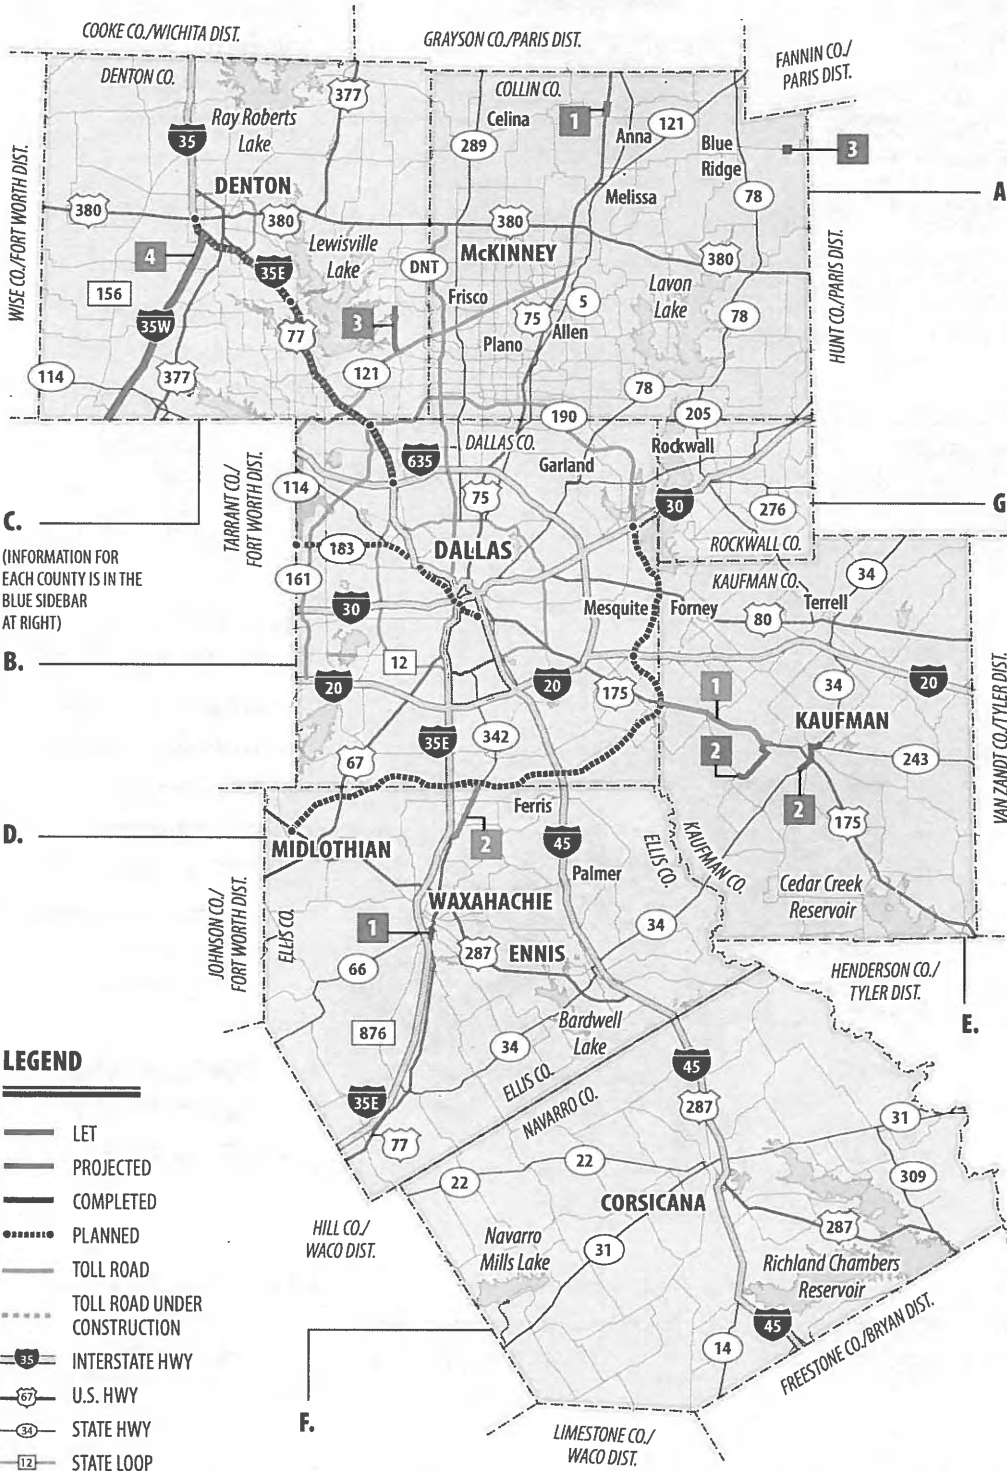 COOKE CO./WICHITA DIST.
GRAYSON CO./PARIS DIST.
FANNIN CO./
PARIS DIST.
DENTON CO.
COLLIN CO.
377
Ray Roberts
Lake
35
Celina
1
289
Anna
121
Blue
Ridge
3
WISE CO./FORT WORTH DIST.
DENTON
Melissa
78
A
380
380
380
McKINNEY
4
Lewisville
Lake
35E
DNT
380
HUNT CO./PARIS DIST.
156
Frisco
5
Lavon
Lake
35W
77
3
75
Allen
78
Plano
114
377
121
78
190
205
DALLAS CO.
Rockwall
635
Garland
TARRANT CO./
FORT WORTH DIST.
114
75
30
276
G
C.
(INFORMATION FOR
EACH COUNTY IS IN THE
BLUE SIDEBAR
AT RIGHT)
183
DALLAS
ROCKWALL CO.
KAUFMAN CO.
34
161
30
Mesquite
Forney
Terrell
80
B.
12
20
20
175
1
34
20
VAN ZANDT CO./TYLER DIST.
KAUFMAN
35E
342
67
2
243
2
175
D.
Ferris
MIDLOTHIAN
2
45
Palmer
ELLIS CO.
KAUFMAN CO.
Cedar Creek
Reservoir
JOHNSON CO./
FORT WORTH DIST.
ELLIS CO.
WAXAHACHIE
1
34
287
ENNIS
66
HENDERSON CO./
TYLER DIST.
E.
876
Bardwell
Lake
34
45
ELLIS CO.
NAVARRO CO.
35E
287
77
31
22
22
309
CORSICANA
HILL CO./
WACO DIST.
Navarro
Mills Lake
31
287
Richland Chambers
Reservoir
45
14
FREESTONE CO./BRYAN DIST.
F.
LIMESTONE CO./
WACO DIST.
LEGEND
LET
PROJECTED
COMPLETED
PLANNED
TOLL ROAD
TOLL ROAD UNDER
CONSTRUCTION
35
INTERSTATE HWY
67
U.S. HWY
34
STATE HWY
12
STATE LOOP